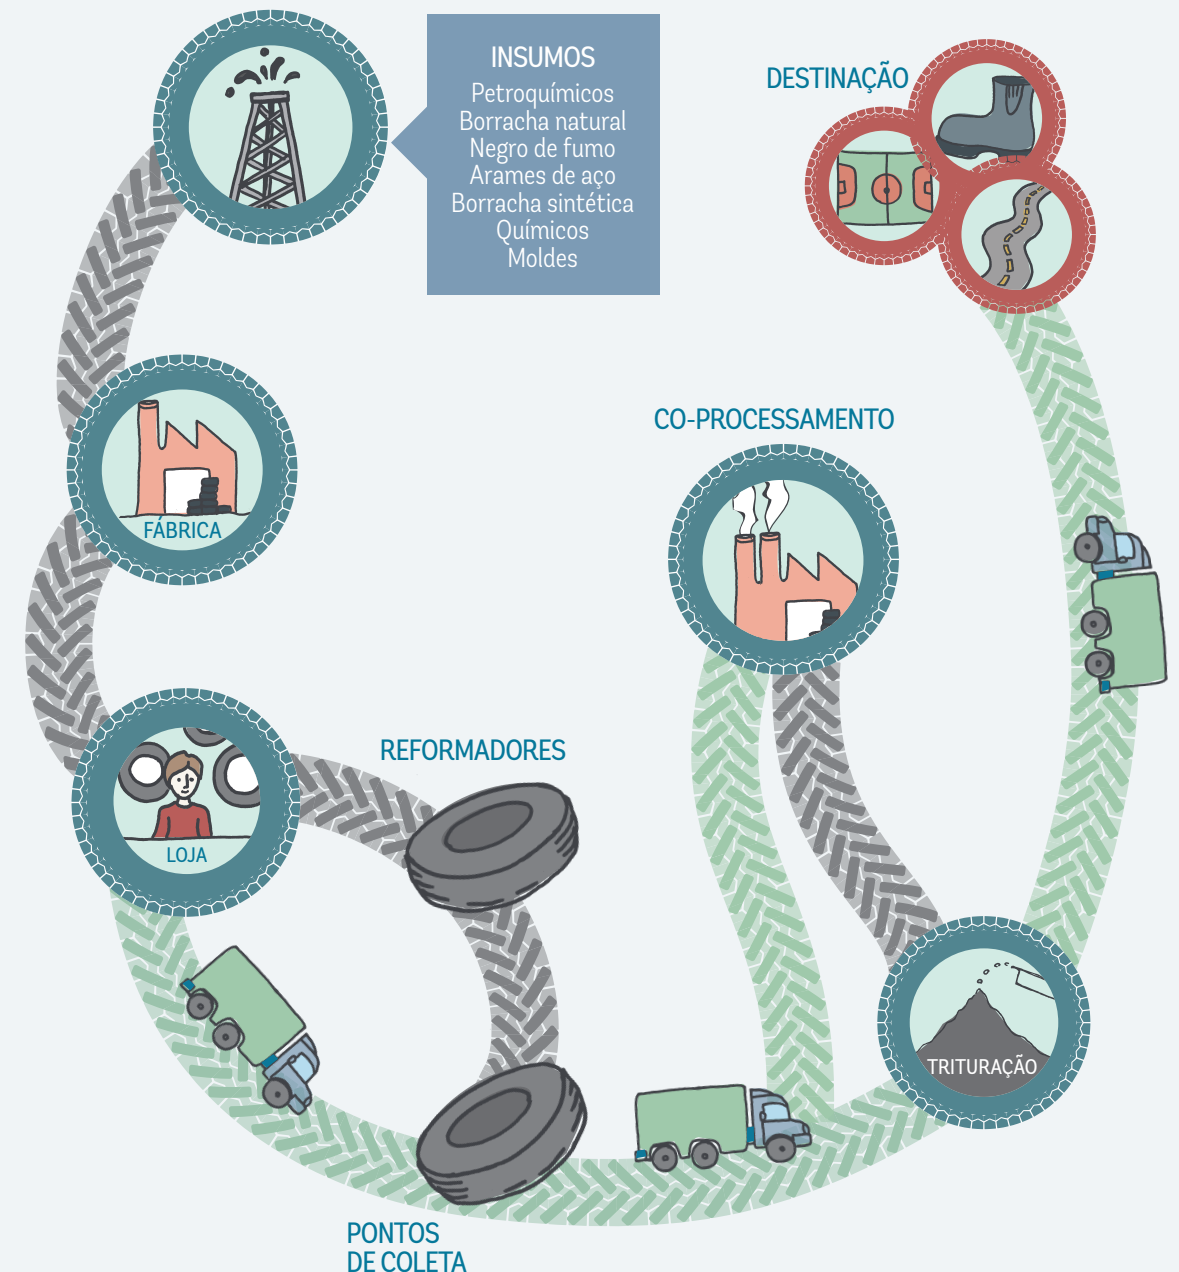 INSUMOS
Petroquímicos
Borracha natural
Negro de fumo
Arames de aço
Borracha sintética
Químicos
Moldes
DESTINAÇÃO
CO-PROCESSAMENTO
FÁBRICA
REFORMADORES
LOJA
TRITURAÇÃO
PONTOS
DE COLETA